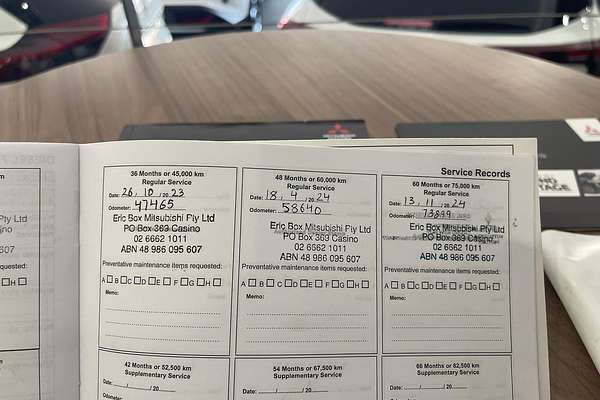 Service Records
36 Months or 45,000 km
Regular Service
Date: 26, 10, 20 23
Odometer: 47465
Eric Box Mitsubishi Pty Ltd
PO Box 369 Casino
02 6662 1011
ABN 48 986 095 607
Preventative maintenance items requested:
A B C D E F G H
Memo:
42 Months or 52,500 km
Supplementary Service
Date: / / 20
Odometer:
48 Months or 60,000 km
Regular Service
Date: 18, 4, 20 24
Odometer: 58640
Eric Box Mitsubishi Pty Ltd
PO Box 369 Casino
02 6662 1011
ABN 48 986 095 607
Preventative maintenance items requested:
A B C D E F G H
Memo:
54 Months or 67,500 km
Supplementary Service
Date: / / 20
60 Months or 75,000 km
Regular Service
Date: 13, 11, 20 24
Odometer: 73899
Eric Box Mitsubishi Pty Ltd
PO Box 369 Casino
02 6662 1011
ABN 48 986 095 607
Preventative maintenance items requested:
A B C D E F G H
Memo:
66 Months or 82,500 km
Supplementary Service
Date: / / 20
Pty Ltd
607
H